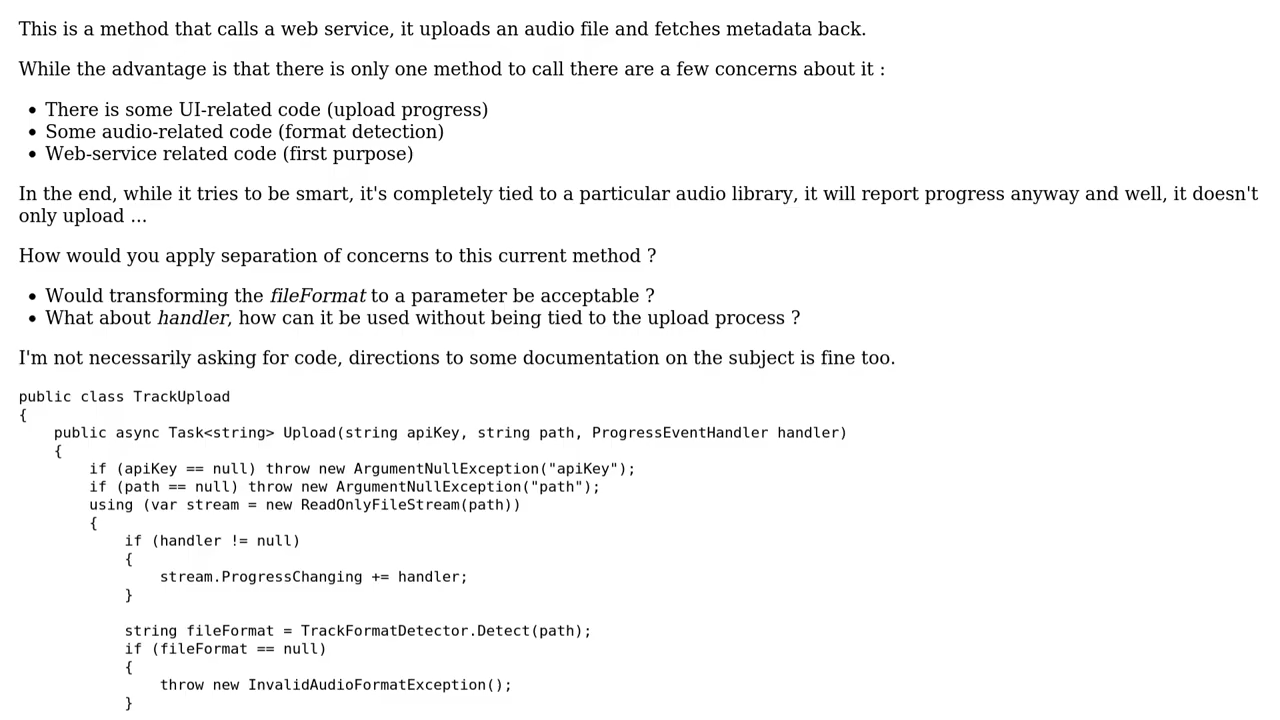 This is a method that calls a web service, it uploads an audio file and fetches metadata back.
While the advantage is that there is only one method to call there are a few concerns about it :
• There is some UI-related code (upload progress)
• Some audio-related code (format detection)
• Web-service related code (first purpose)
In the end, while it tries to be smart, it's completely tied to a particular audio library, it will report progress anyway and well, it doesn't
only upload ...
How would you apply separation of concerns to this current method ?
• Would transforming the fileFormat to a parameter be acceptable ?
• What about handler, how can it be used without being tied to the upload process ?
I'm not necessarily asking for code, directions to some documentation on the subject is fine too.
public class TrackUpload
{
    public async Task<string> Upload(string apiKey, string path, ProgressEventHandler handler)
    {
        if (apiKey == null) throw new ArgumentNullException("apiKey");
        if (path == null) throw new ArgumentNullException("path");
        using (var stream = new ReadOnlyFileStream(path))
        {
            if (handler != null)
            {
                stream.ProgressChanging += handler;
            }

            string fileFormat = TrackFormatDetector.Detect(path);
            if (fileFormat == null)
            {
                throw new InvalidAudioFormatException();
            }